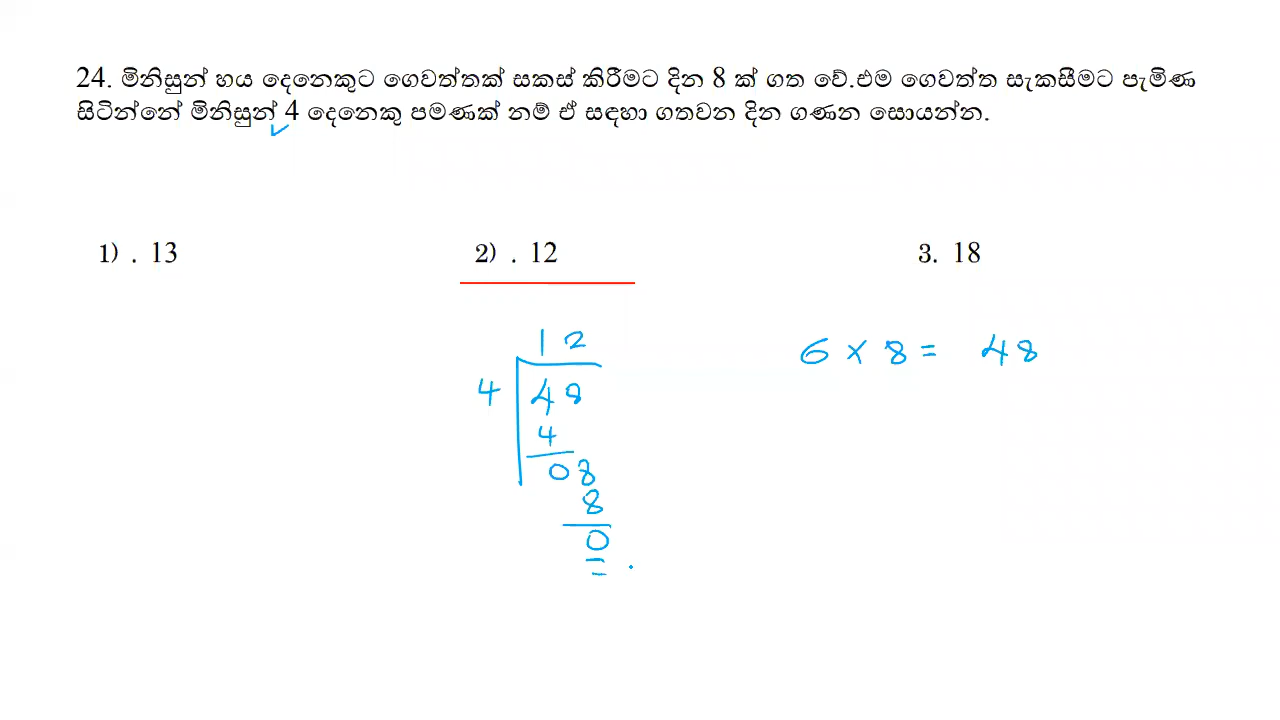 24. මිනිසුන් හය දෙනෙකුට ගෙවත්තක් සකස් කිරීමට දින 8 ක් ගත වේ.එම ගෙවත්ත සැකසීමට පැමිණ
සිටින්නේ මිනිසුන් 4 දෙනෙකු පමණක් නම් ඒ සඳහා ගතවන දින ගණන සොයන්න.
1) . 13 2) . 12 3. 18
12
6 × 8 = 48
4 48
4
08
8
0